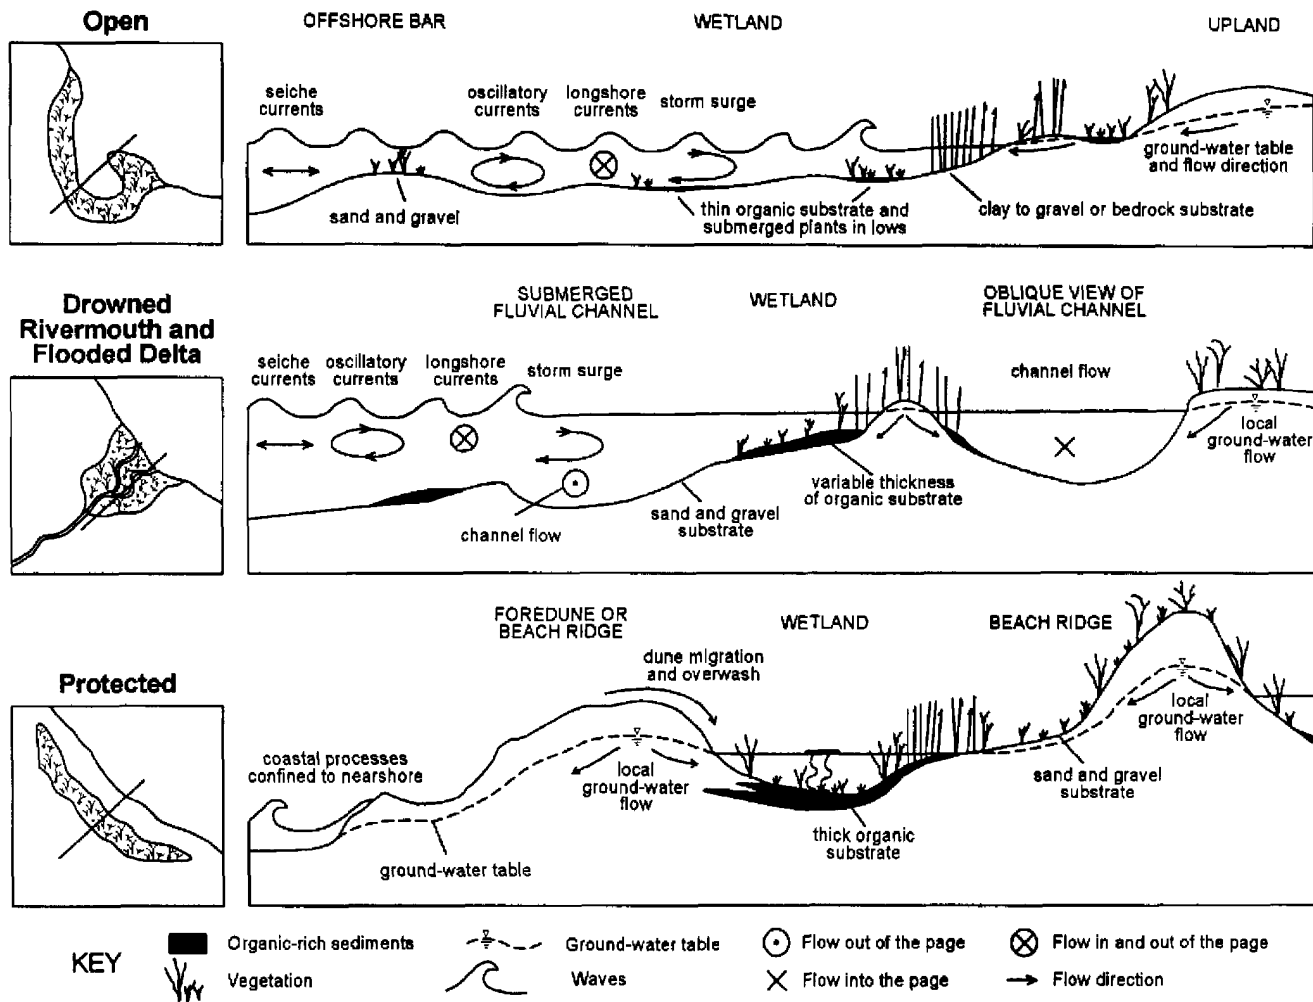 Open
OFFSHORE BAR
WETLAND
UPLAND
seiche
currents
oscillatory
currents
longshore
currents
storm surge
ground-water table
and flow direction
sand and gravel
thin organic substrate and
submerged plants in lows
clay to gravel or bedrock substrate
Drowned
Rivermouth and
Flooded Delta
SUBMERGED
FLUVIAL CHANNEL
WETLAND
OBLIQUE VIEW OF
FLUVIAL CHANNEL
seiche
currents
oscillatory
currents
longshore
currents
storm surge
channel flow
local
ground-water
flow
variable thickness
of organic substrate
sand and gravel
substrate
channel flow
Protected
FOREDUNE OR
BEACH RIDGE
WETLAND
BEACH RIDGE
dune migration
and overwash
coastal processes
confined to nearshore
local
ground-water
flow
local
ground-water
flow
sand and gravel
substrate
thick organic
substrate
ground-water table
KEY
Organic-rich sediments
Ground-water table
Flow out of the page
Flow in and out of the page
Vegetation
Waves
Flow into the page
Flow direction